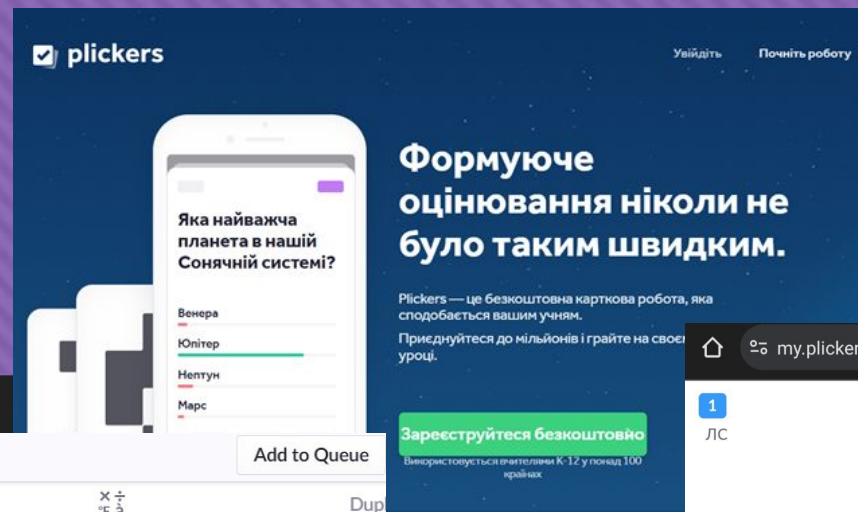 plickers
Увійдіть
Почніть роботу
Формуюче
оцінювання ніколи не
було таким швидким.
Яка найважча
планета в нашій
Сонячній системі?
Венера
Юпітер
Нептун
Марс
Plickers — це безкоштовна карткова робота, яка
сподобається вашим учням.
Приєднуйтеся до мільйонів і грайте на
уроці.
Зареєструйтеся безкоштовно
Використовується вчителями K-12 у понад 100
країнах
my.plicker
1
ЛС
Add to Queue
× ÷
°F à
Dupl